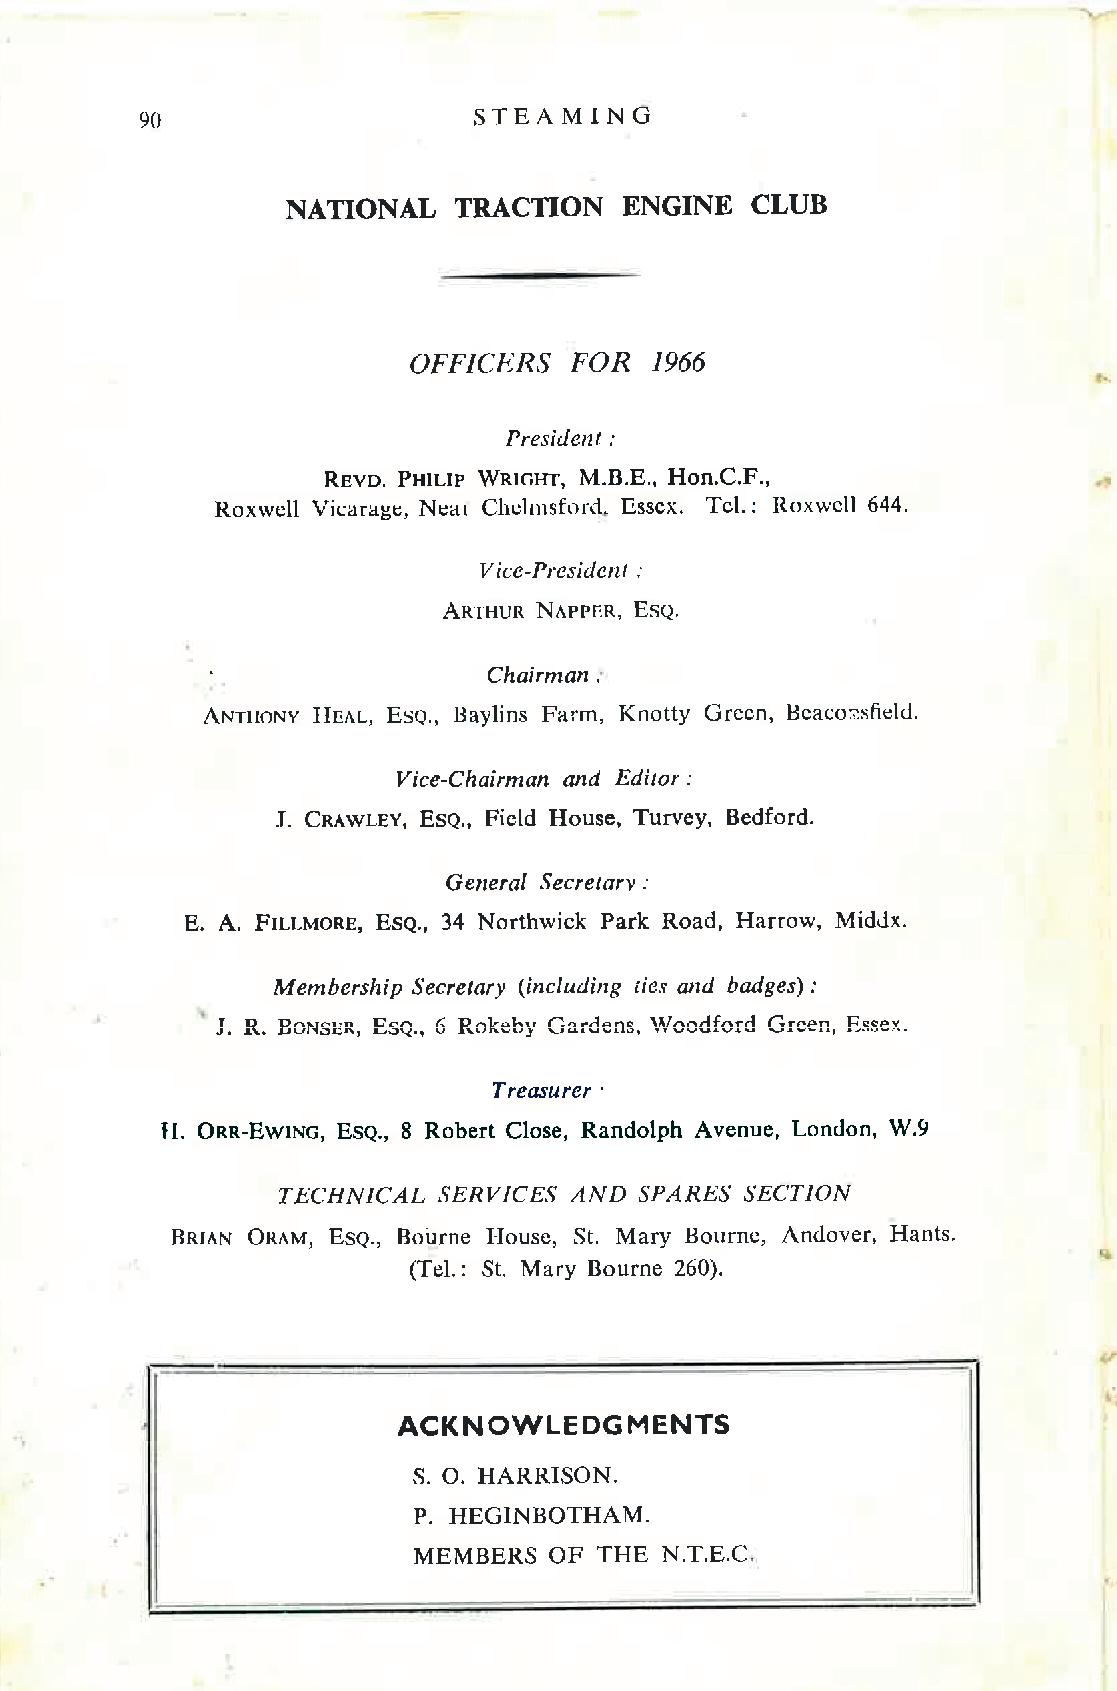 90
STEAMING
NATIONAL TRACTION ENGINE CLUB
OFFICERS FOR 1966
President :
REVD. PHILIP WRIGHT, M.B.E., Hon.C.F.,
Roxwell Vicarage, Near Chelmsford, Essex. Tel.: Roxwell 644.
Vice-President :
ARTHUR NAPPER, ESQ.
Chairman :
ANTHONY HEAL, ESQ., Baylins Farm, Knotty Green, Beaconsfield.
Vice-Chairman and Editor :
J. CRAWLEY, ESQ., Field House, Turvey, Bedford.
General Secretary :
E. A. FILLMORE, ESQ., 34 Northwick Park Road, Harrow, Middx.
Membership Secretary (including ties and badges) :
J. R. BONSER, ESQ., 6 Rokeby Gardens, Woodford Green, Essex.
Treasurer :
H. ORR-EWING, ESQ., 8 Robert Close, Randolph Avenue, London, W.9
TECHNICAL SERVICES AND SPARES SECTION
BRIAN ORAM, ESQ., Bourne House, St. Mary Bourne, Andover, Hants.
(Tel.: St. Mary Bourne 260).
ACKNOWLEDGMENTS
S. O. HARRISON.
P. HEGINBOTHAM.
MEMBERS OF THE N.T.E.C.